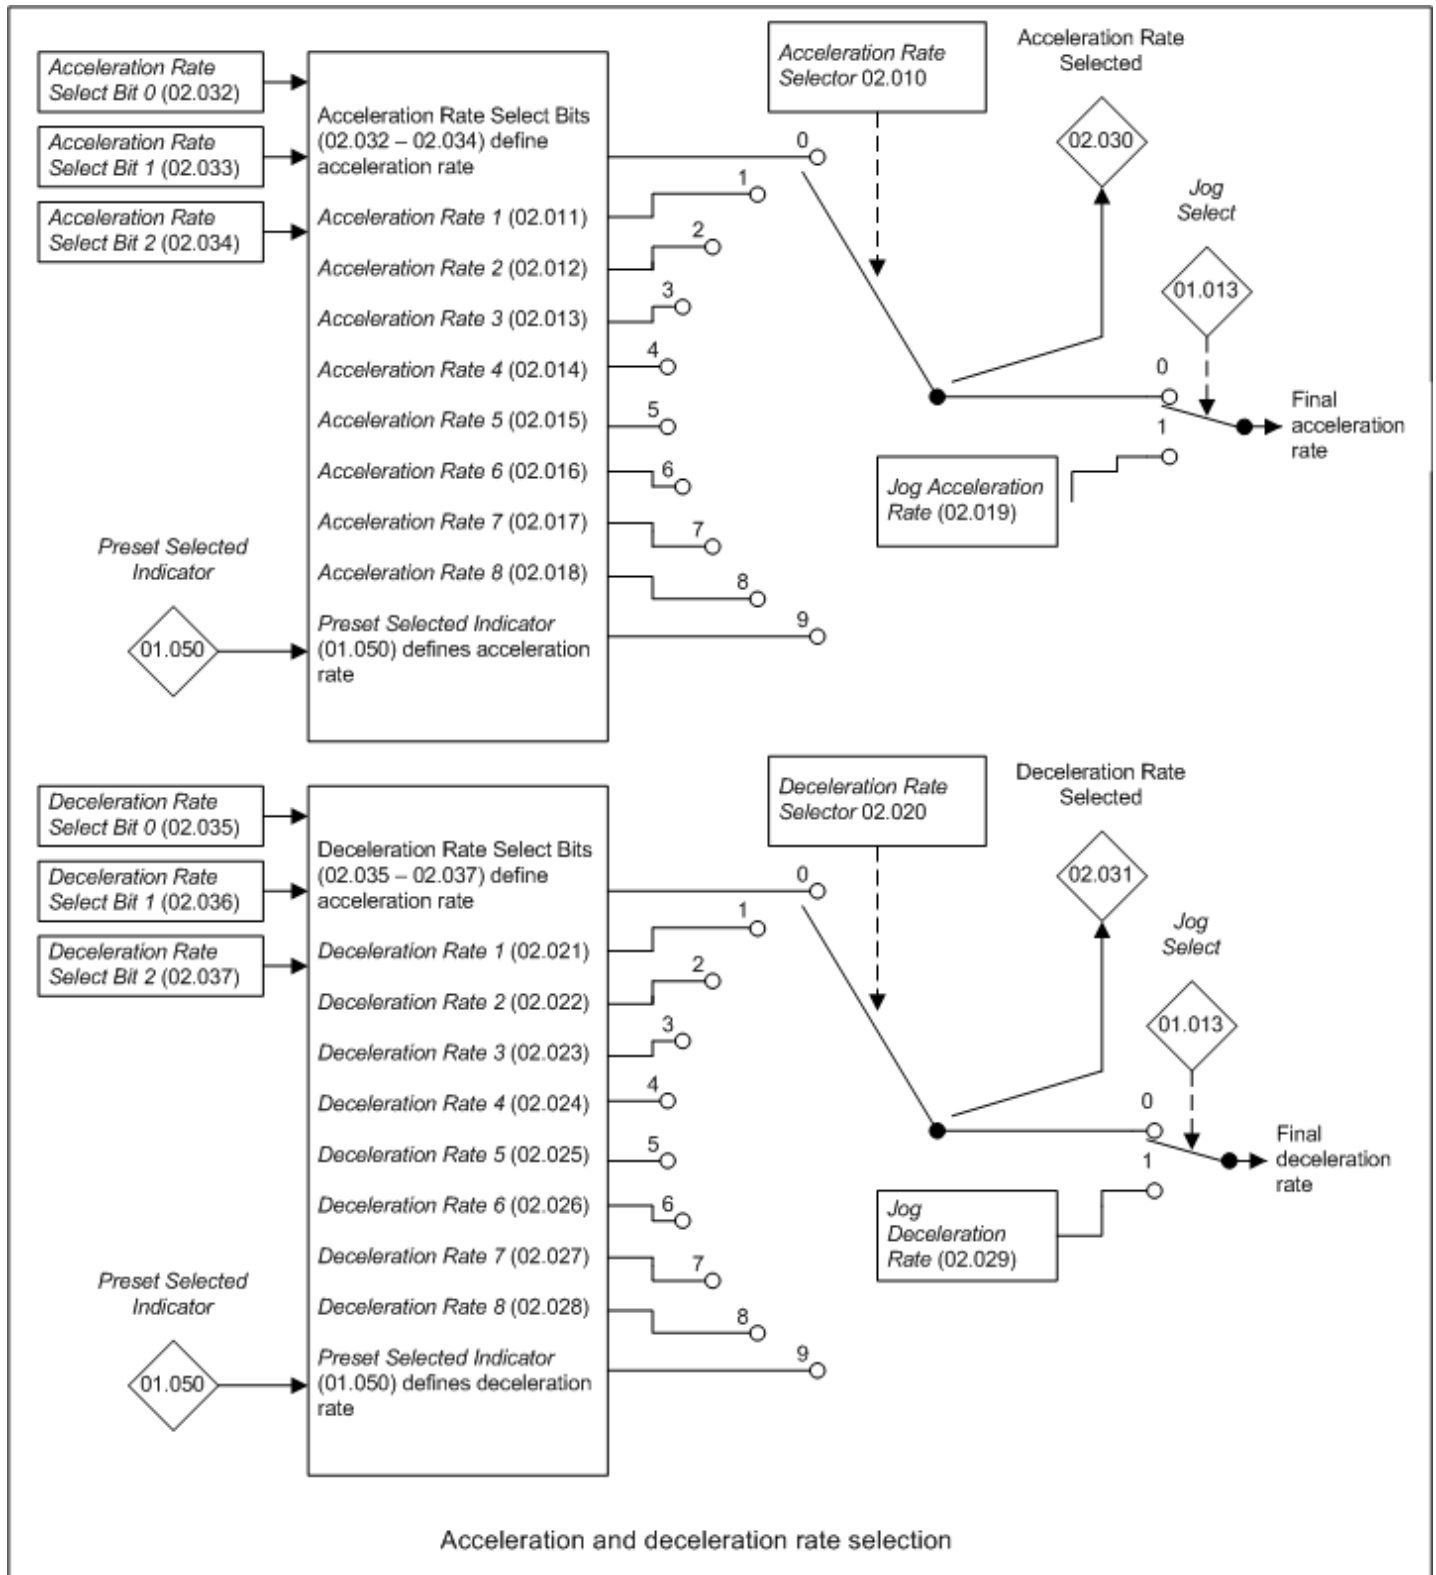 Acceleration Rate
Select Bit 0 (02.032)
Acceleration Rate
Select Bit 1 (02.033)
Acceleration Rate
Select Bit 2 (02.034)
Preset Selected
Indicator
01.050
Acceleration Rate Select Bits
(02.032 – 02.034) define
acceleration rate
Acceleration Rate 1 (02.011)
Acceleration Rate 2 (02.012)
Acceleration Rate 3 (02.013)
Acceleration Rate 4 (02.014)
Acceleration Rate 5 (02.015)
Acceleration Rate 6 (02.016)
Acceleration Rate 7 (02.017)
Acceleration Rate 8 (02.018)
Preset Selected Indicator
(01.050) defines acceleration
rate
0
1
2
3
4
5
6
7
8
9
Acceleration Rate
Selector 02.010
Acceleration Rate
Selected
02.030
Jog
Select
01.013
0
1
Final
acceleration
rate
Jog Acceleration
Rate (02.019)
Deceleration Rate
Select Bit 0 (02.035)
Deceleration Rate
Select Bit 1 (02.036)
Deceleration Rate
Select Bit 2 (02.037)
Preset Selected
Indicator
01.050
Deceleration Rate Select Bits
(02.035 – 02.037) define
acceleration rate
Deceleration Rate 1 (02.021)
Deceleration Rate 2 (02.022)
Deceleration Rate 3 (02.023)
Deceleration Rate 4 (02.024)
Deceleration Rate 5 (02.025)
Deceleration Rate 6 (02.026)
Deceleration Rate 7 (02.027)
Deceleration Rate 8 (02.028)
Preset Selected Indicator
(01.050) defines deceleration
rate
0
1
2
3
4
5
6
7
8
9
Deceleration Rate
Selector 02.020
Deceleration Rate
Selected
02.031
Jog
Select
01.013
0
1
Final
deceleration
rate
Jog
Deceleration
Rate (02.029)
Acceleration and deceleration rate selection